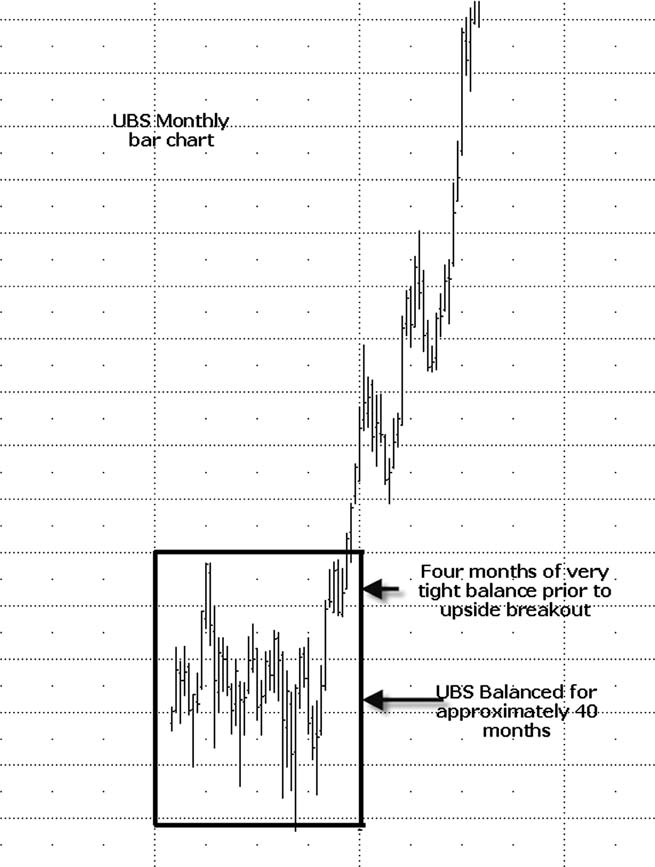 UBS Monthly
bar chart
Four months of very
tight balance prior to
upside breakout
UBS Balanced for
approximately 40
months